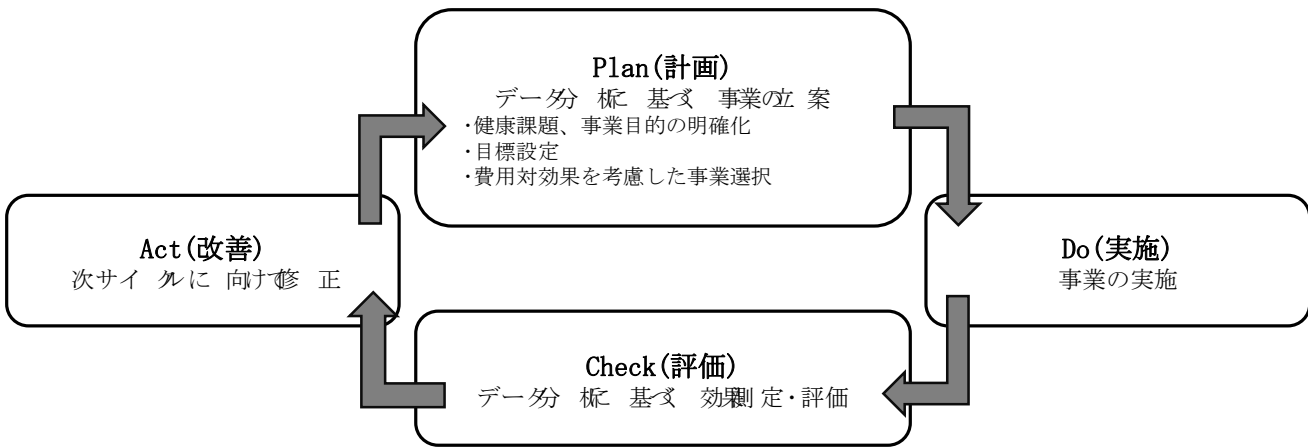 Plan(計画)
データ分析に基づく事業の立案
・健康課題、事業目的の明確化
・目標設定
・費用対効果を考慮した事業選択
Act(改善)
次サイクルに向けて修正
Do(実施)
事業の実施
Check(評価)
データ分析に基づく効果測定・評価